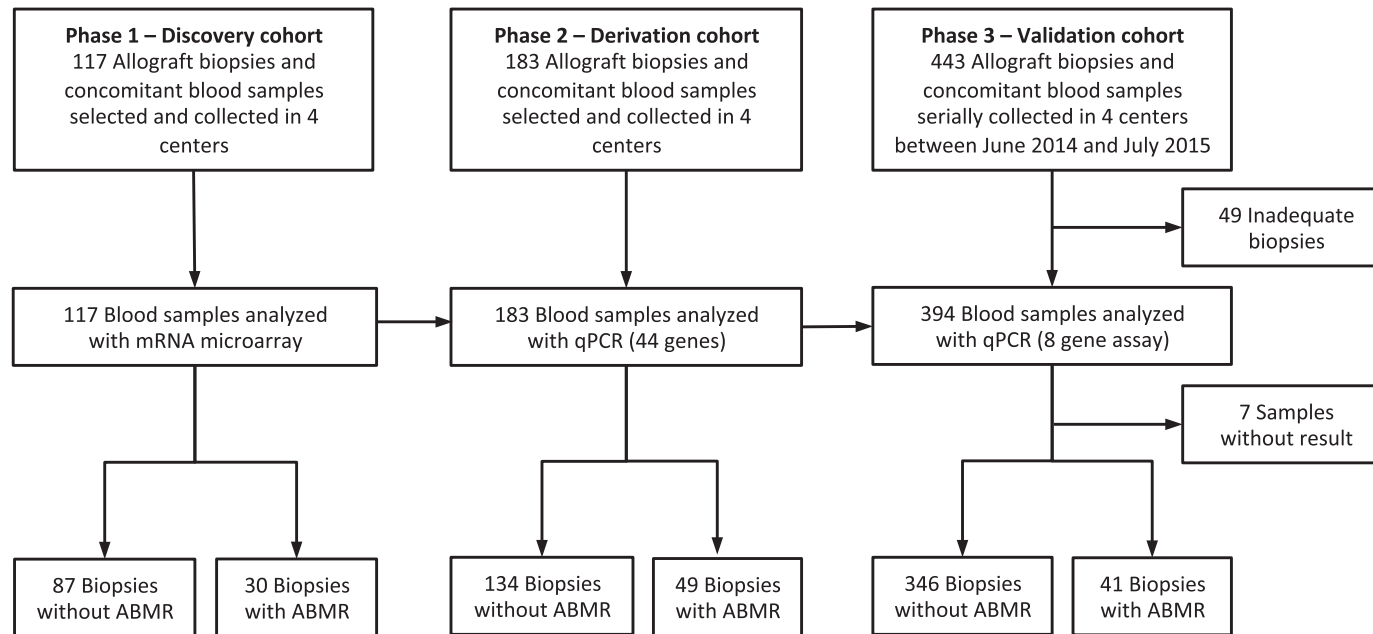 Phase 1 – Discovery cohort
117 Allograft biopsies and
concomitant blood samples
selected and collected in 4
centers
Phase 2 – Derivation cohort
183 Allograft biopsies and
concomitant blood samples
selected and collected in 4
centers
Phase 3 – Validation cohort
443 Allograft biopsies and
concomitant blood samples
serially collected in 4 centers
between June 2014 and July 2015
49 Inadequate
biopsies
117 Blood samples analyzed
with mRNA microarray
183 Blood samples analyzed
with qPCR (44 genes)
394 Blood samples analyzed
with qPCR (8 gene assay)
7 Samples
without result
87 Biopsies
without ABMR
30 Biopsies
with ABMR
134 Biopsies
without ABMR
49 Biopsies
with ABMR
346 Biopsies
without ABMR
41 Biopsies
with ABMR